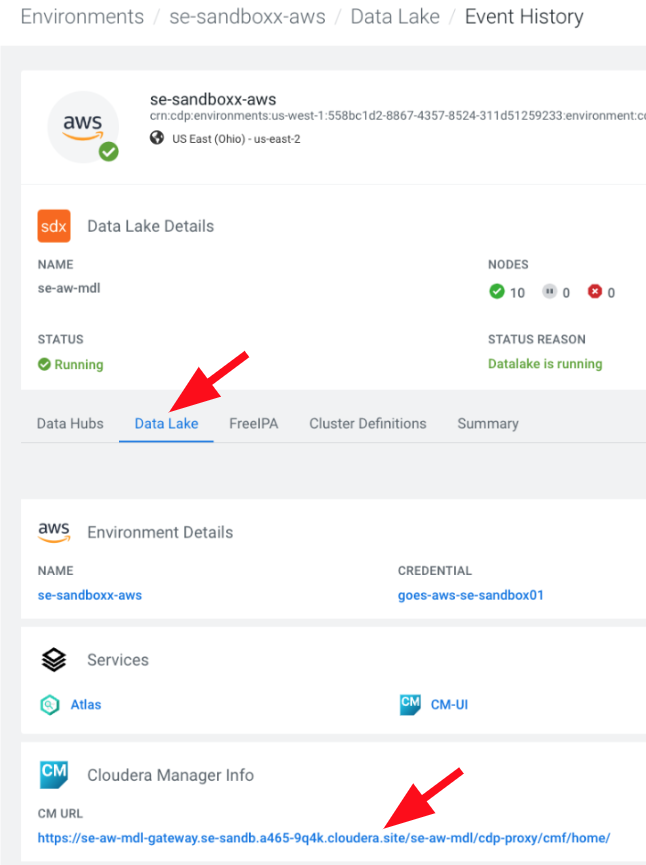 Environments / se-sandboxx-aws / Data Lake / Event History
aws
se-sandboxx-aws
crn:cdp:environments:us-west-1:558bc1d2-8867-4357-8524-311d51259233:environment:cc
US East (Ohio) - us-east-2
sdx Data Lake Details
NAME NODES
se-aw-mdl 10 0 0
STATUS STATUS REASON
Running Datalake is running
Data Hubs Data Lake FreeIPA Cluster Definitions Summary
aws Environment Details
NAME CREDENTIAL
se-sandboxx-aws goes-aws-se-sandbox01
Services
Atlas CM CM-UI
CM Cloudera Manager Info
CM URL
https://se-aw-mdl-gateway.se-sandb.a465-9q4k.cloudera.site/se-aw-mdl/cdp-proxy/cmf/home/